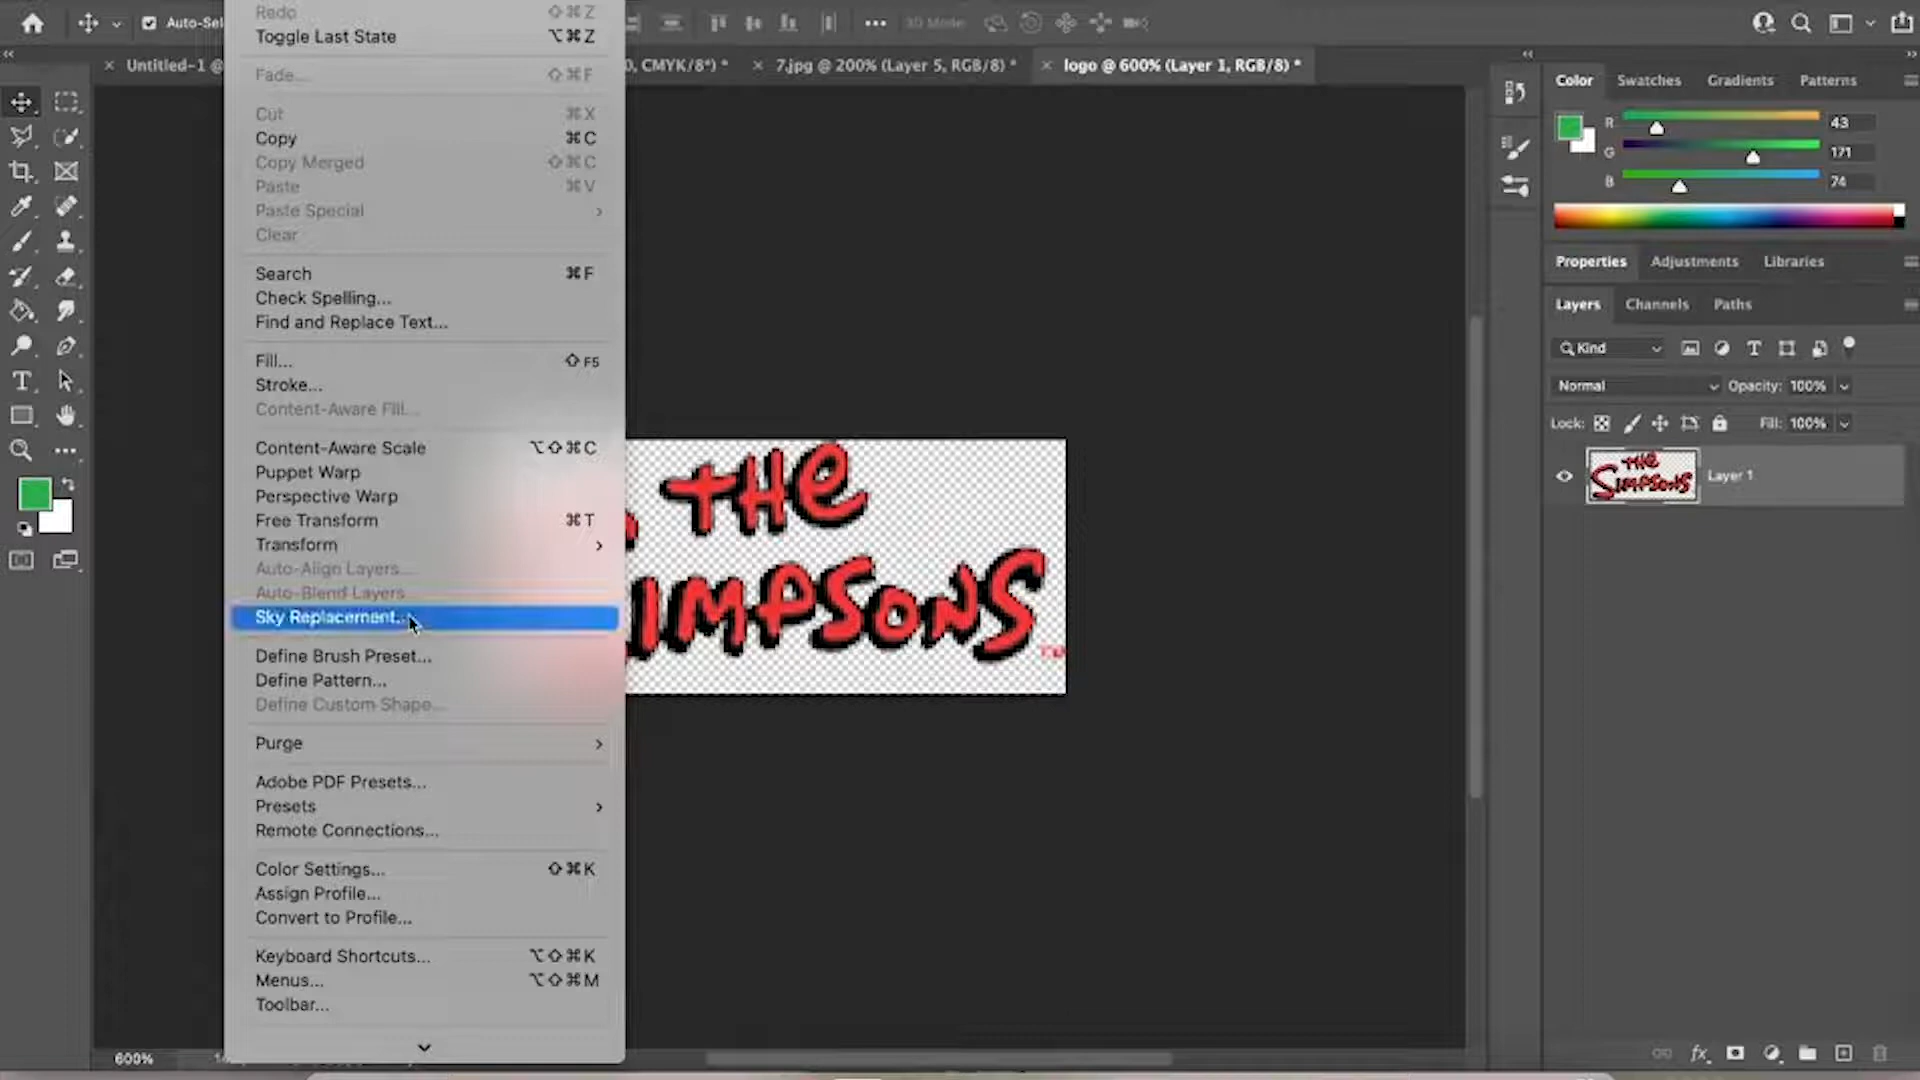 Auto-Sel
3D Mode:
Untitled-1 @
0, CMYK/8*) *
7.jpg @ 200% (Layer 5, RGB/8) *
logo @ 600% (Layer 1, RGB/8) *
Redo ⇧⌘Z
Toggle Last State ⌥⌘Z
Fade... ⇧⌘F
Cut ⌘X
Copy ⌘C
Copy Merged ⇧⌘C
Paste ⌘V
Paste Special
Clear
Search ⌘F
Check Spelling...
Find and Replace Text...
Fill... ⇧F5
Stroke...
Content-Aware Fill...
Content-Aware Scale ⌥⇧⌘C
Puppet Warp
Perspective Warp
Free Transform ⌘T
Transform
Auto-Align Layers...
Auto-Blend Layers
Sky Replacement...
Define Brush Preset...
Define Pattern...
Define Custom Shape...
Purge
Adobe PDF Presets...
Presets
Remote Connections...
Color Settings... ⇧⌘K
Assign Profile...
Convert to Profile...
Keyboard Shortcuts... ⌥⇧⌘K
Menus... ⌥⇧⌘M
Toolbar...
600%
THe
SIMPSONS
Color Swatches Gradients Patterns
R 43
G 171
B 74
Properties Adjustments Libraries
Layers Channels Paths
Kind
Normal Opacity: 100%
Lock: Fill: 100%
THe
SIMPSONS
Layer 1
fx